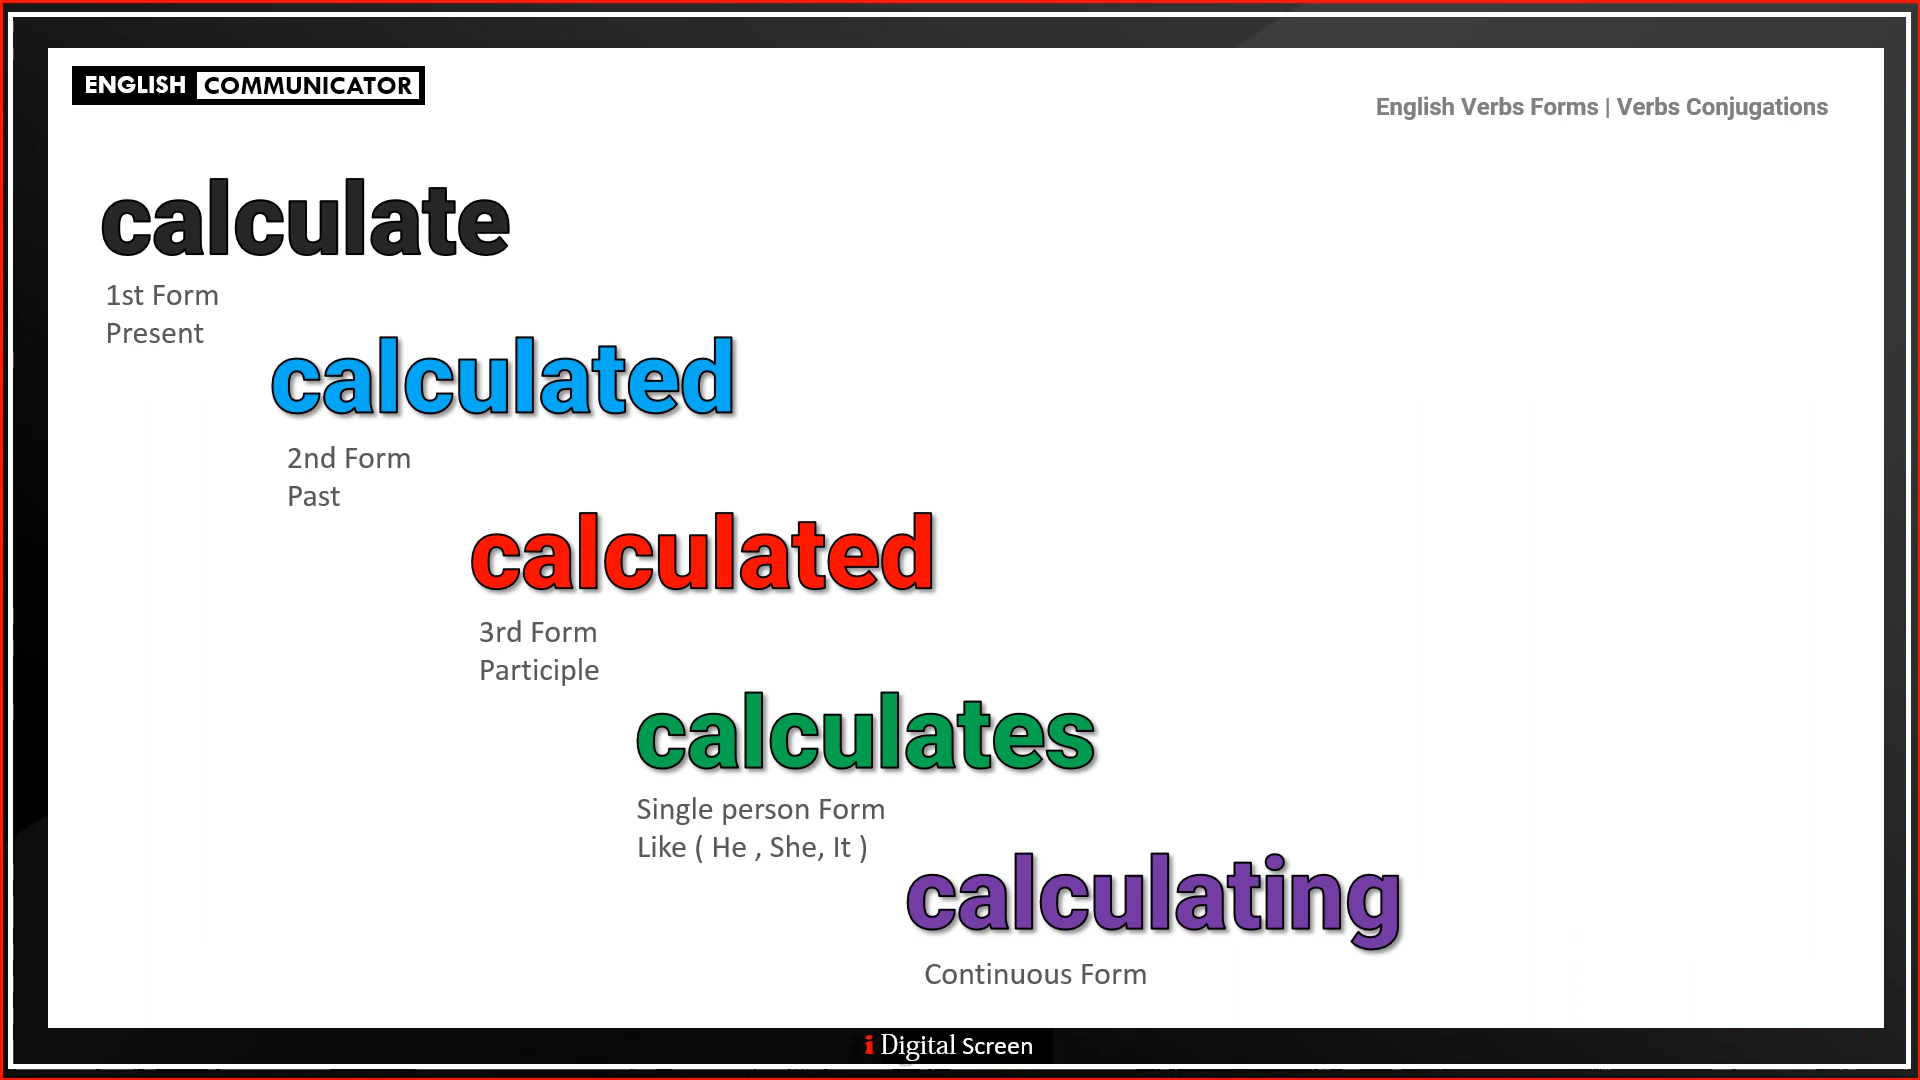 ENGLISH COMMUNICATOR
English Verbs Forms | Verbs Conjugations
calculate
1st Form
Present
calculated
2nd Form
Past
calculated
3rd Form
Participle
calculates
Single person Form
Like ( He , She, It )
calculating
Continuous Form
i Digital Screen